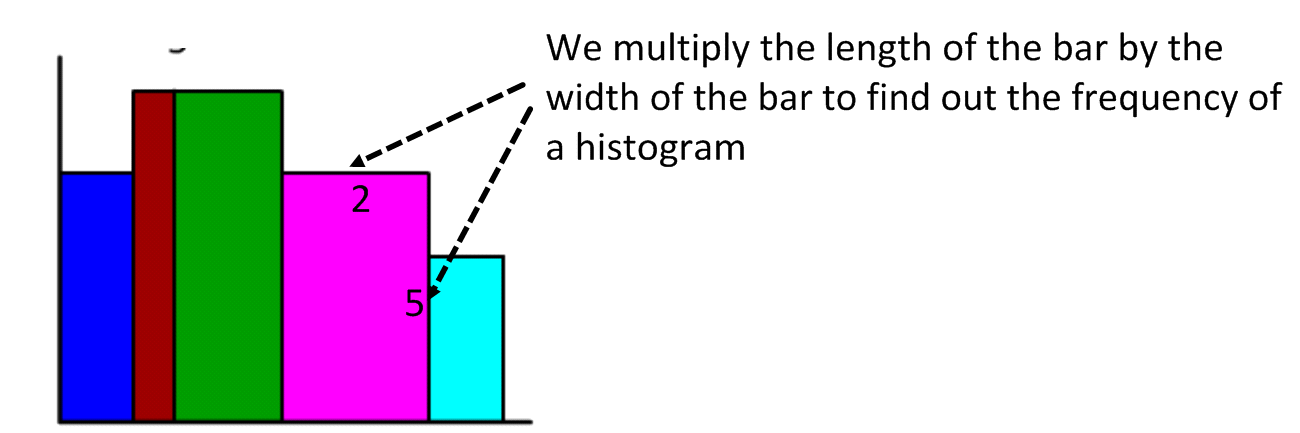 We multiply the length of the bar by the
width of the bar to find out the frequency of
a histogram
2
5